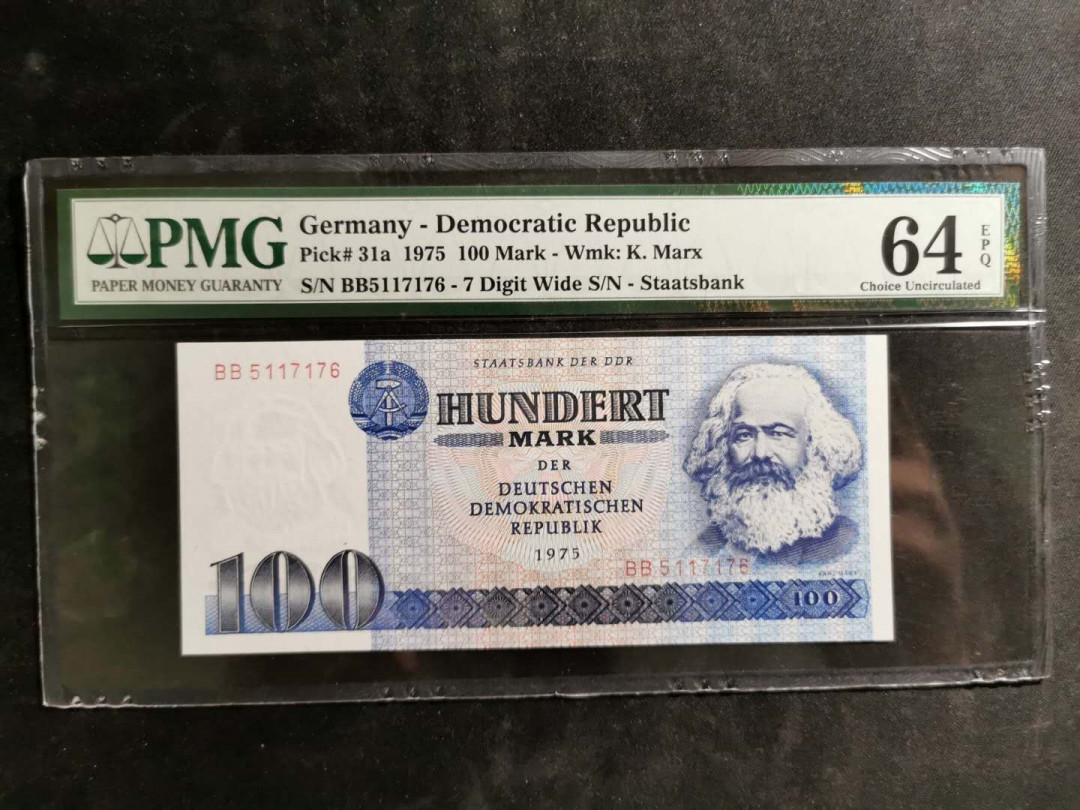 PMG
PAPER MONEY GUARANTY
Germany - Democratic Republic
Pick# 31a 1975 100 Mark - Wmk: K. Marx
S/N BB5117176 - 7 Digit Wide S/N - Staatsbank
64 EPQ
Choice Uncirculated
BB 5117176
STAATSBANK DER DDR
HUNDERT
MARK
DER
DEUTSCHEN
DEMOKRATISCHEN
REPUBLIK
1975
BB 5117176
KARL MARX
100
100